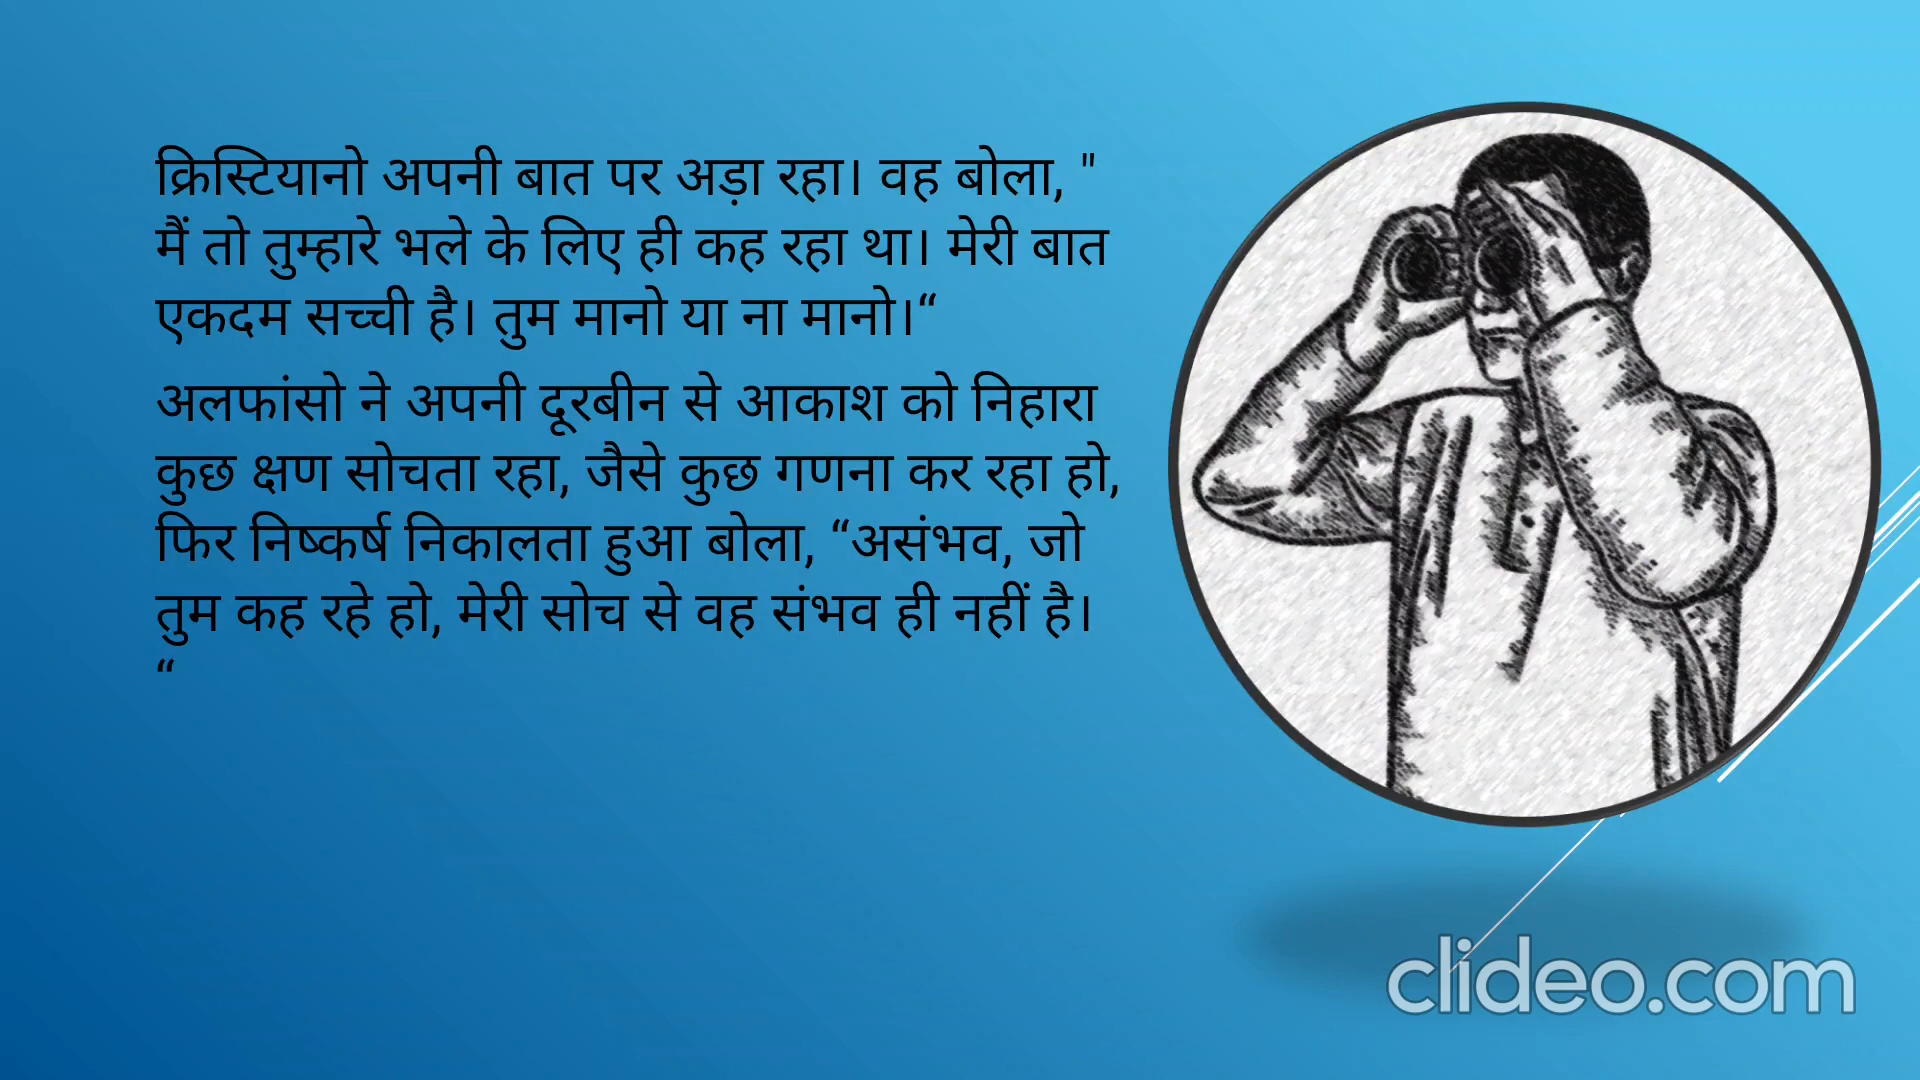 क्रिस्टियानो अपनी बात पर अड़ा रहा। वह बोला, "
मैं तो तुम्हारे भले के लिए ही कह रहा था। मेरी बात
एकदम सच्ची है। तुम मानो या ना मानो।“
अलफांसो ने अपनी दूरबीन से आकाश को निहारा
कुछ क्षण सोचता रहा, जैसे कुछ गणना कर रहा हो,
फिर निष्कर्ष निकालता हुआ बोला, “असंभव, जो
तुम कह रहे हो, मेरी सोच से वह संभव ही नहीं है।
“
clideo.com